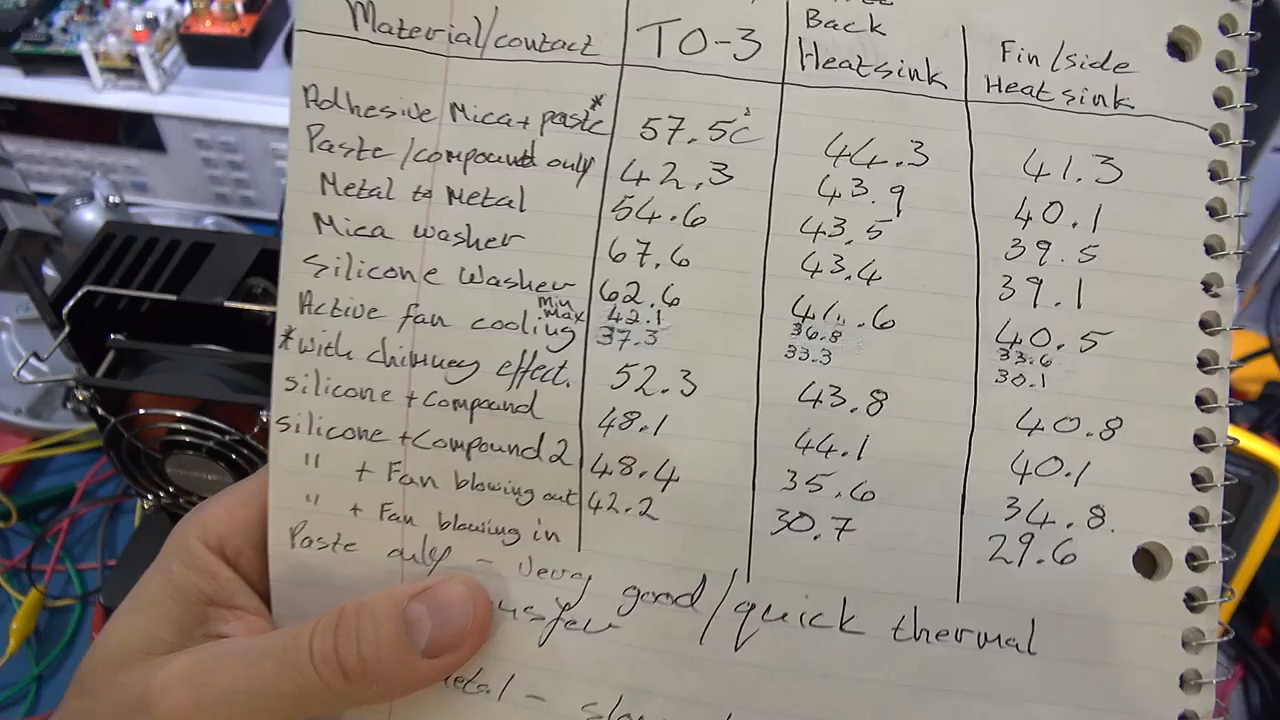 Material/contact TO-3 Back Heatsink Fin/side Heatsink
Adhesive Mica + paste* 57.5°c 44.3 41.3
Paste/compound only 42.3 43.9 40.1
Metal to Metal 54.6 43.5 39.5
Mica washer 67.6 43.4 39.1
Silicone Washer 62.6 41.6 40.5
Active fan cooling Min 42.1 36.8 33.6
Max 37.3 33.3 30.1
*with chimney effect. 52.3 43.8 40.8
silicone + compound 48.1 44.1 40.1
silicone + Compound 2 48.4 35.6 34.8.
" + Fan blowing out 42.2 30.7 29.6
" + Fan blowing in
Paste only - Very good/quick thermal